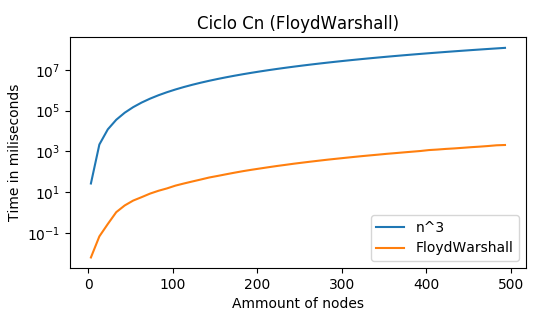 Ciclo Cn (FloydWarshall)
Time in miliseconds
10^7
10^5
10^3
10^1
10^-1
0 100 200 300 400 500
Ammount of nodes
n^3
FloydWarshall